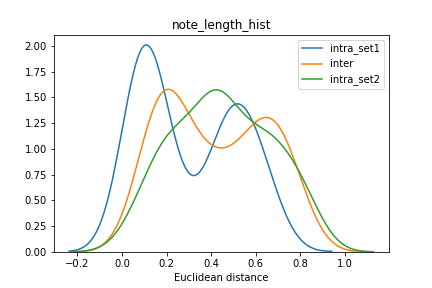 note_length_hist
intra_set1
inter
intra_set2
2.00
1.75
1.50
1.25
1.00
0.75
0.50
0.25
0.00
−0.2 0.0 0.2 0.4 0.6 0.8 1.0
Euclidean distance